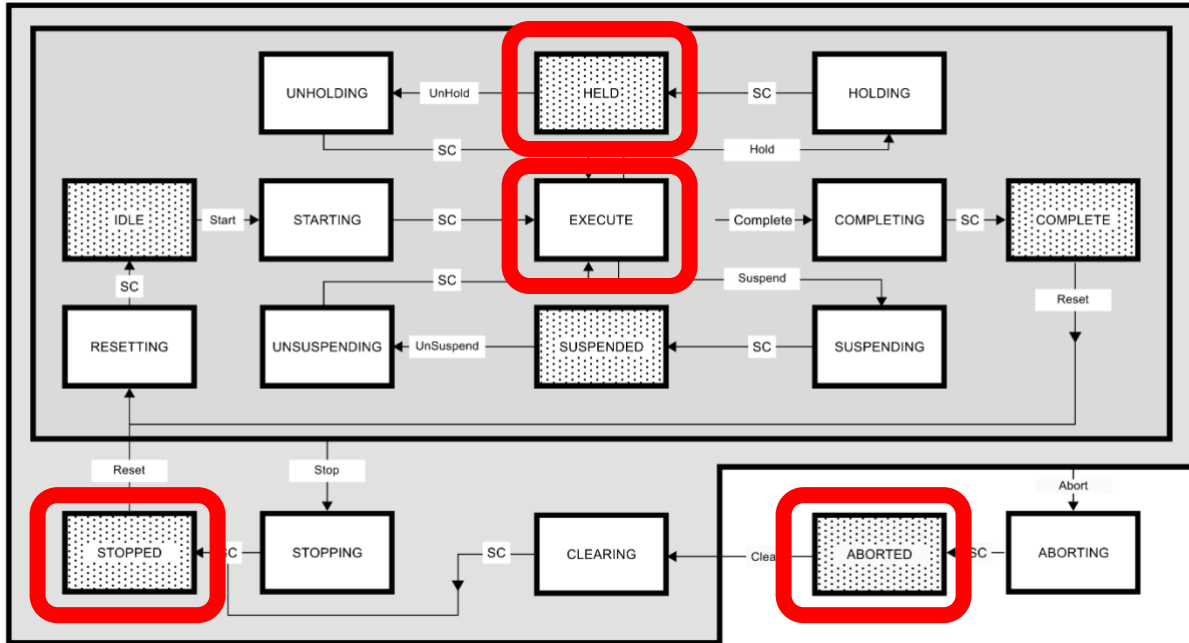 UNHOLDING
UnHold
HELD
SC
HOLDING
SC
Hold
IDLE
Start
STARTING
SC
EXECUTE
Complete
COMPLETING
SC
COMPLETE
SC
SC
Suspend
Reset
RESETTING
UNSUSPENDING
UnSuspend
SUSPENDED
SC
SUSPENDING
Reset
Stop
Abort
STOPPED
SC
STOPPING
SC
CLEARING
Clea
ABORTED
SC
ABORTING